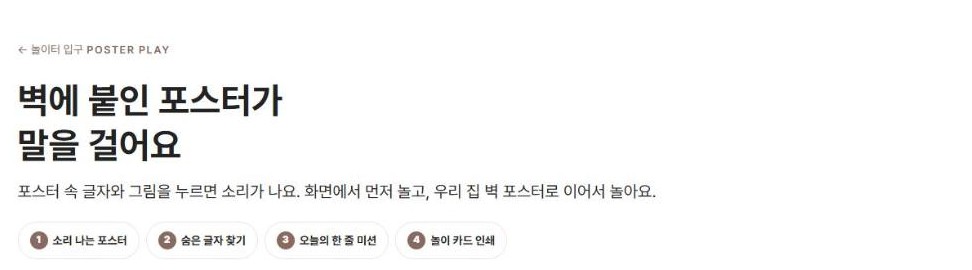 ← 놀이터 입구 POSTER PLAY
벽에 붙인 포스터가
말을 걸어요
포스터 속 글자와 그림을 누르면 소리가 나요. 화면에서 먼저 놀고, 우리 집 벽 포스터로 이어서 놀아요.
1 소리 나는 포스터 2 숨은 글자 찾기 3 오늘의 한 줄 미션 4 놀이 카드 인쇄